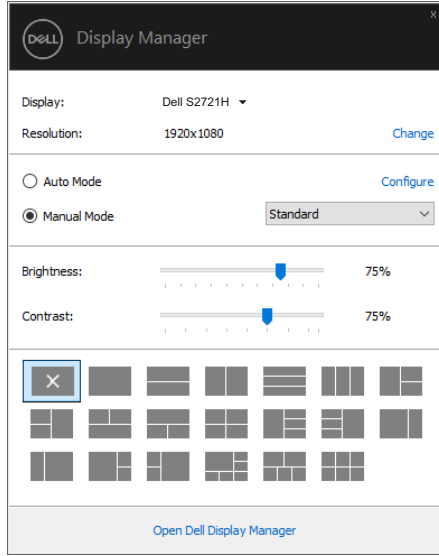 x
DELL Display Manager
Display: Dell S2721H
Resolution: 1920x1080 Change
Auto Mode Configure
Manual Mode Standard
Brightness: 75%
Contrast: 75%
Open Dell Display Manager